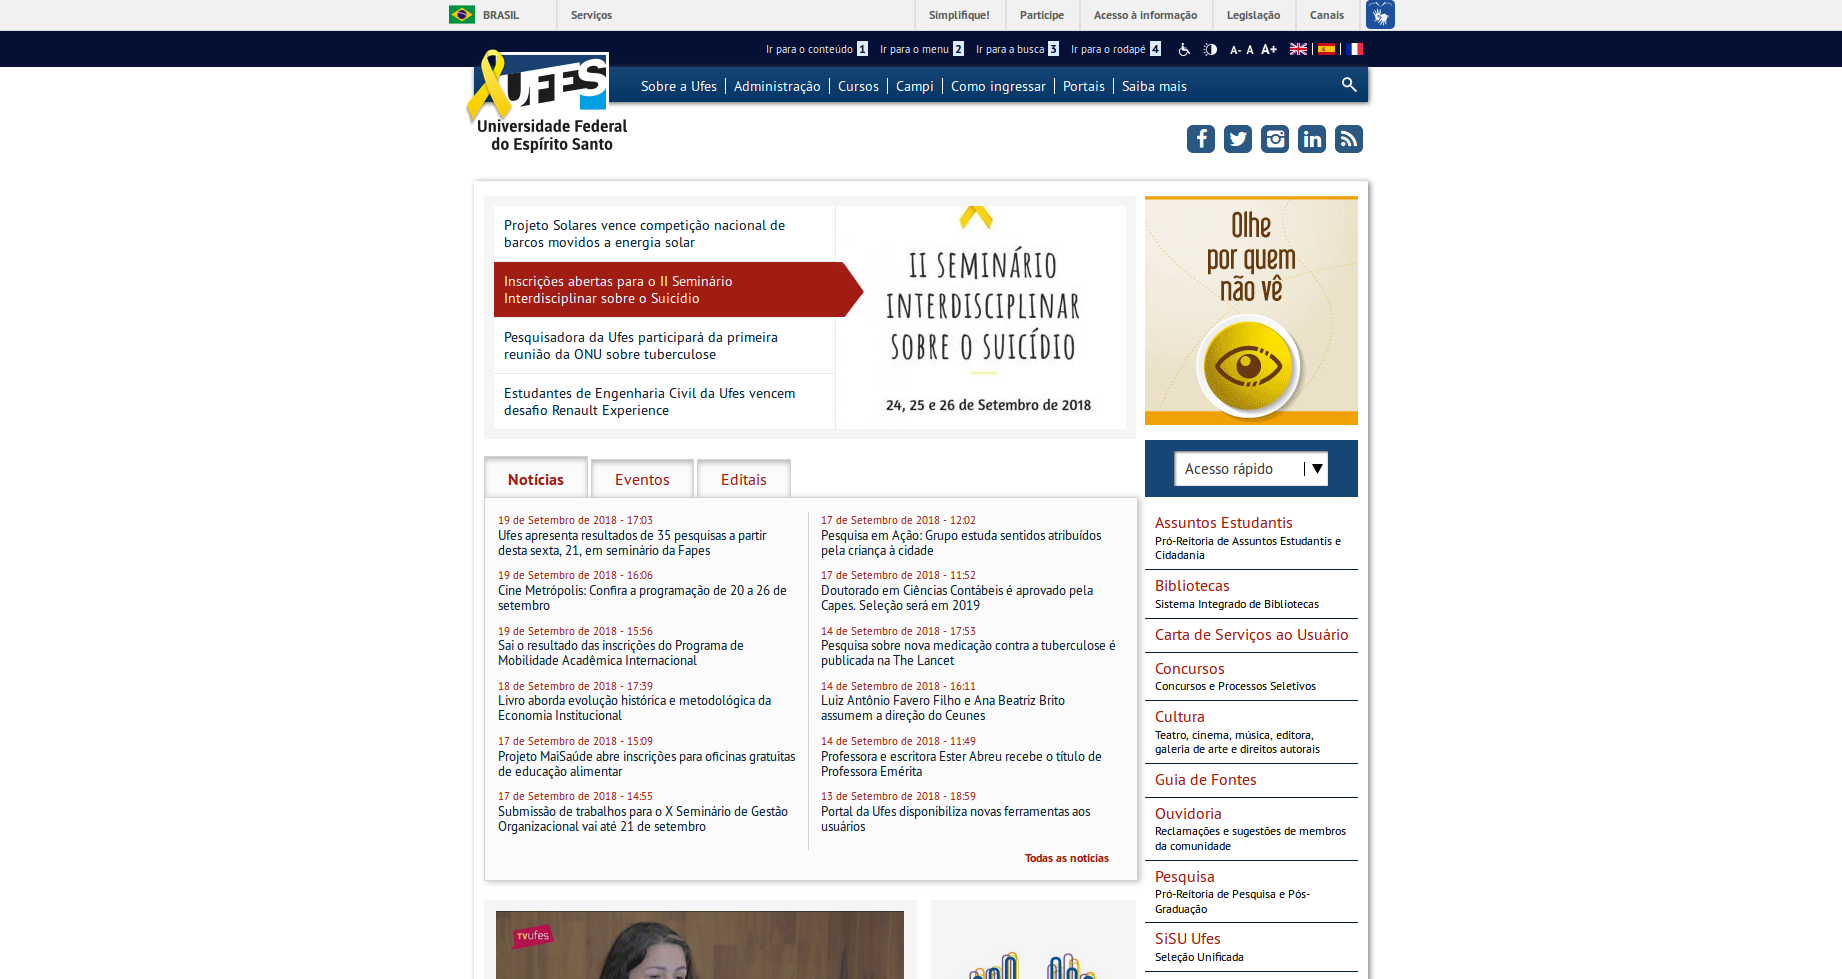 BRASIL
Serviços
Simplifique!
Participe
Acesso à informação
Legislação
Canais
Ir para o conteúdo 1
Ir para o menu 2
Ir para a busca 3
Ir para o rodapé 4
A-
A
A+
UFES
Universidade Federal
do Espírito Santo
Sobre a Ufes
Administração
Cursos
Campi
Como ingressar
Portais
Saiba mais
Projeto Solares vence competição nacional de
barcos movidos a energia solar
Inscrições abertas para o II Seminário
Interdisciplinar sobre o Suicídio
Pesquisadora da Ufes participará da primeira
reunião da ONU sobre tuberculose
Estudantes de Engenharia Civil da Ufes vencem
desafio Renault Experience
II SEMINÁRIO
INTERDISCIPLINAR
SOBRE O SUICÍDIO
24, 25 e 26 de Setembro de 2018
Olhe
por quem
não vê
Notícias
Eventos
Editais
19 de Setembro de 2018 - 17:03
Ufes apresenta resultados de 35 pesquisas a partir
desta sexta, 21, em seminário da Fapes
19 de Setembro de 2018 - 16:06
Cine Metrópolis: Confira a programação de 20 a 26 de
setembro
19 de Setembro de 2018 - 15:56
Sai o resultado das inscrições do Programa de
Mobilidade Acadêmica Internacional
18 de Setembro de 2018 - 17:39
Livro aborda evolução histórica e metodológica da
Economia Institucional
17 de Setembro de 2018 - 15:09
Projeto MaiSaúde abre inscrições para oficinas gratuitas
de educação alimentar
17 de Setembro de 2018 - 14:55
Submissão de trabalhos para o X Seminário de Gestão
Organizacional vai até 21 de setembro
17 de Setembro de 2018 - 12:02
Pesquisa em Ação: Grupo estuda sentidos atribuídos
pela criança à cidade
17 de Setembro de 2018 - 11:52
Doutorado em Ciências Contábeis é aprovado pela
Capes. Seleção será em 2019
14 de Setembro de 2018 - 17:53
Pesquisa sobre nova medicação contra a tuberculose é
publicada na The Lancet
14 de Setembro de 2018 - 16:11
Luiz Antônio Favero Filho e Ana Beatriz Brito
assumem a direção do Ceunes
14 de Setembro de 2018 - 11:49
Professora e escritora Ester Abreu recebe o título de
Professora Emérita
13 de Setembro de 2018 - 18:59
Portal da Ufes disponibiliza novas ferramentas aos
usuários
Todas as notícias
Acesso rápido
Assuntos Estudantis
Pró-Reitoria de Assuntos Estudantis e
Cidadania
Bibliotecas
Sistema Integrado de Bibliotecas
Carta de Serviços ao Usuário
Concursos
Concursos e Processos Seletivos
Cultura
Teatro, cinema, música, editora,
galeria de arte e direitos autorais
Guia de Fontes
Ouvidoria
Reclamações e sugestões de membros
da comunidade
Pesquisa
Pró-Reitoria de Pesquisa e Pós-
Graduação
SiSU Ufes
Seleção Unificada
TVufes